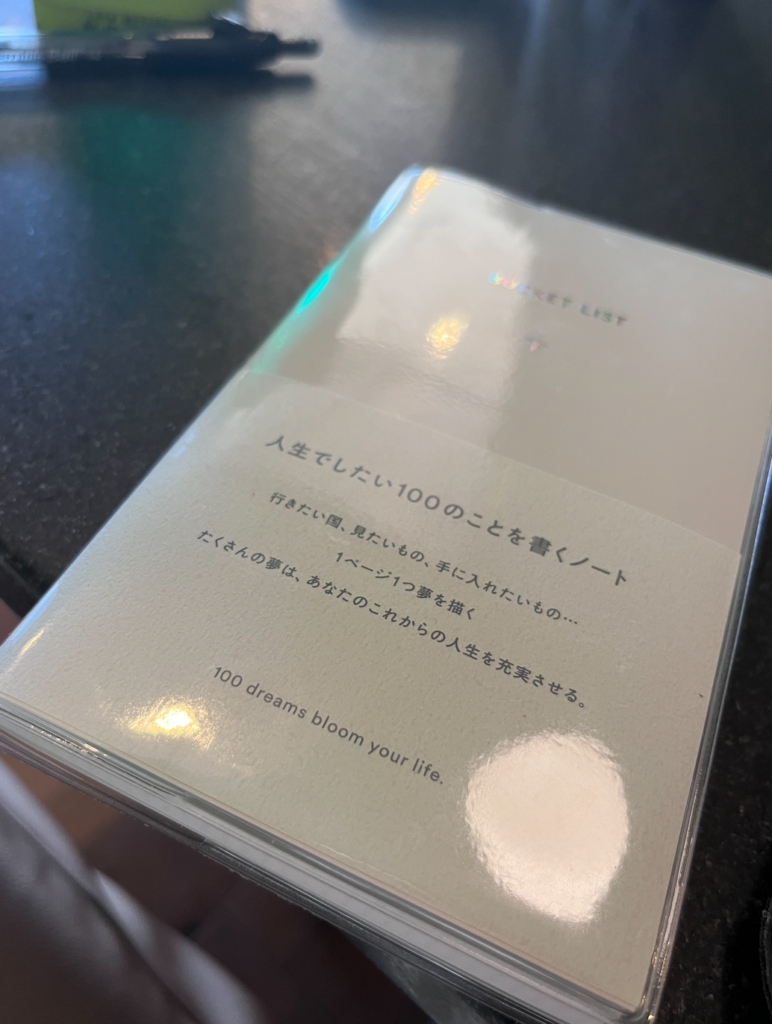 BUCKET LIST
人生でしたい100のことを書くノート
行きたい国、見たいもの、手に入れたいもの…
1ページ1つ夢を描く
たくさんの夢は、あなたのこれからの人生を充実させる。
100 dreams bloom your life.